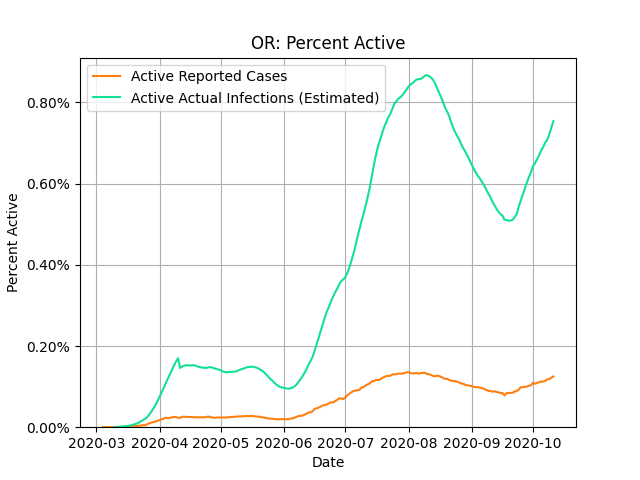 OR: Percent Active
Active Reported Cases
Active Actual Infections (Estimated)
Percent Active
0.80%
0.60%
0.40%
0.20%
0.00%
2020-03 2020-04 2020-05 2020-06 2020-07 2020-08 2020-09 2020-10
Date